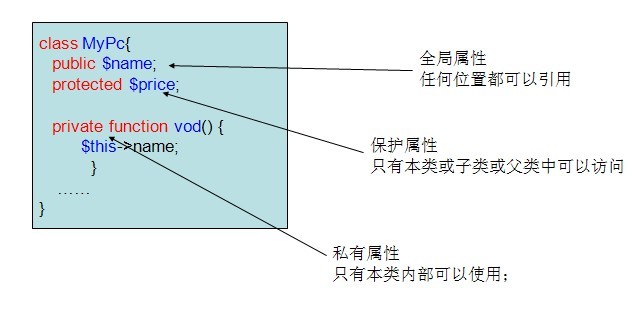 class MyPc{
public $name;
protected $price;
private function vod() {
$this->name;
}
……
}
全局属性
任何位置都可以引用
保护属性
只有本类或子类或父类中可以访问
私有属性
只有本类内部可以使用；